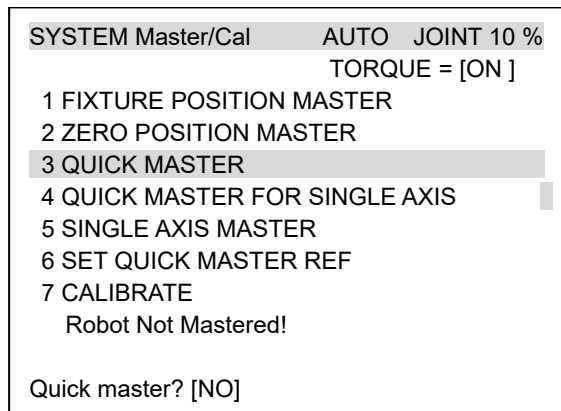 SYSTEM Master/Cal AUTO JOINT 10 %
TORQUE = [ON ]
1 FIXTURE POSITION MASTER
2 ZERO POSITION MASTER
3 QUICK MASTER
4 QUICK MASTER FOR SINGLE AXIS
5 SINGLE AXIS MASTER
6 SET QUICK MASTER REF
7 CALIBRATE
Robot Not Mastered!
Quick master? [NO]